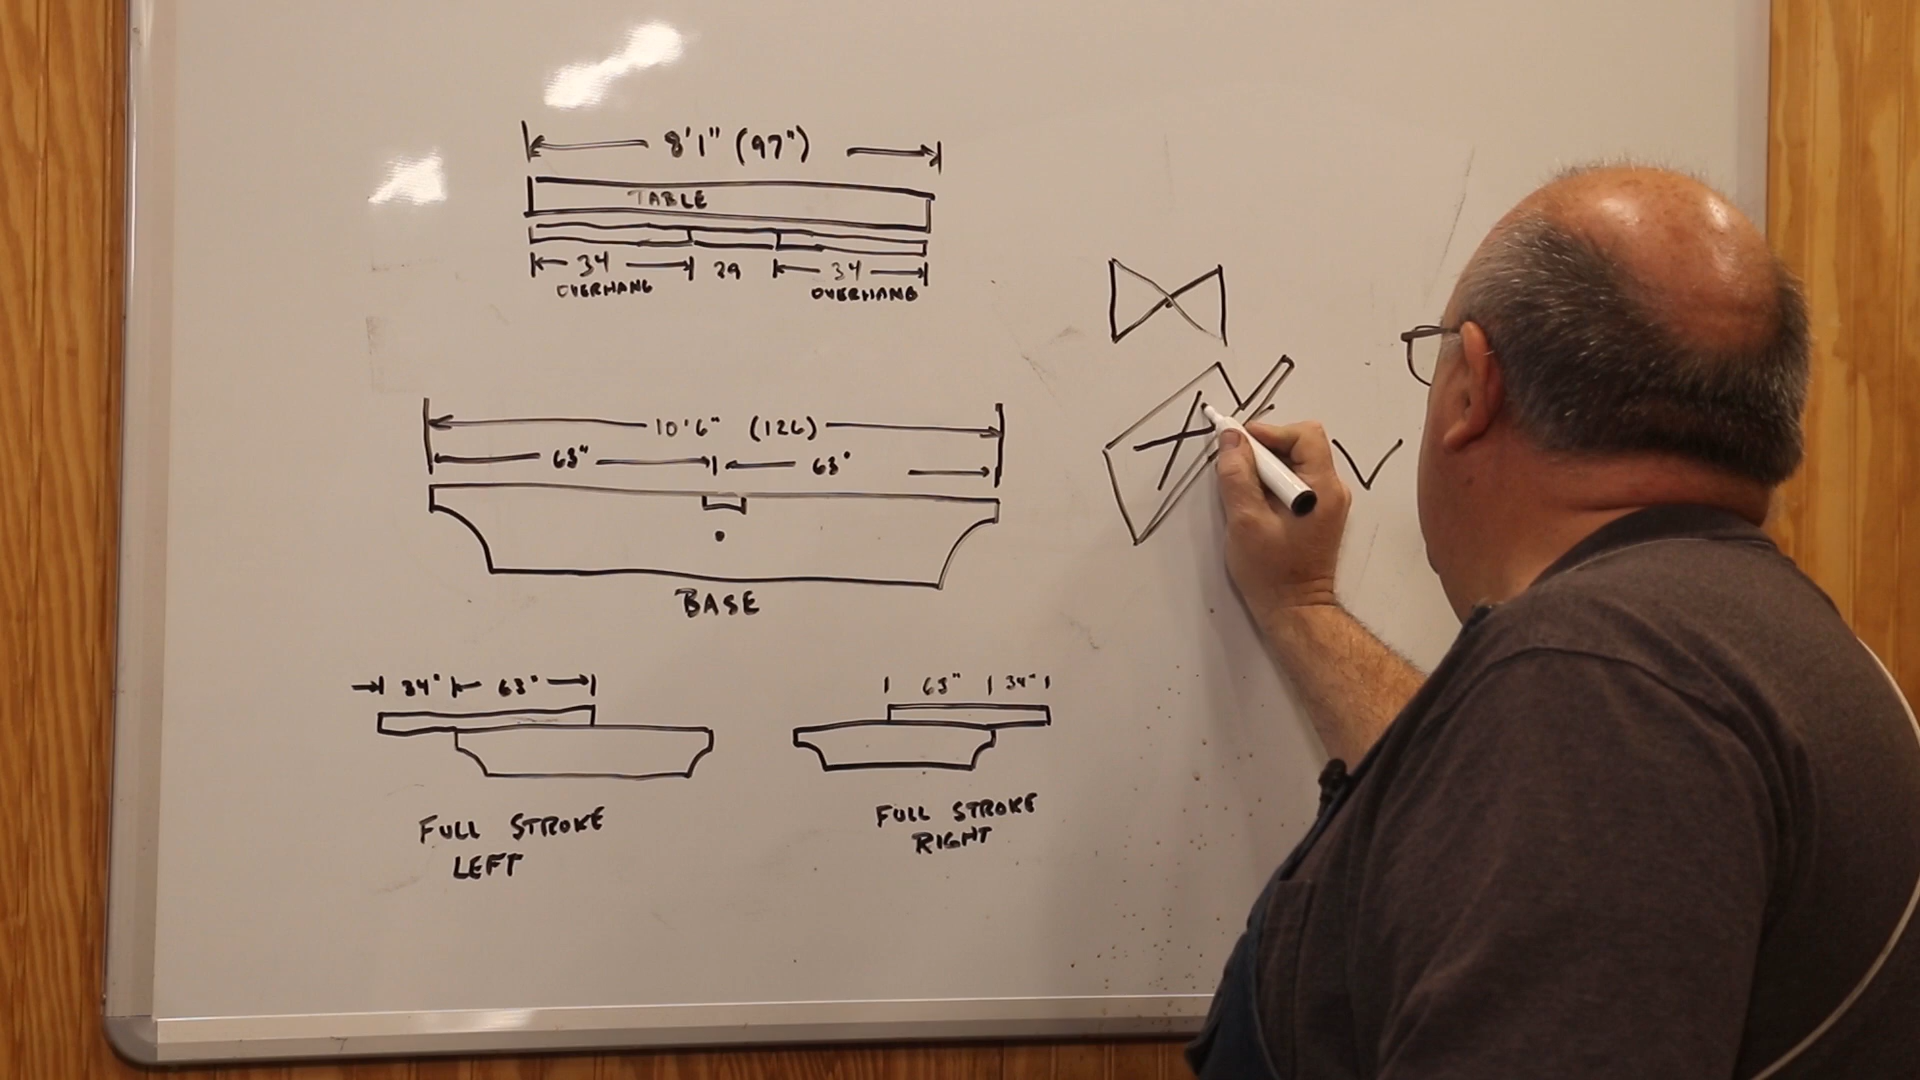 8'1" (97")
TABLE
34 29 34
OVERHANG OVERHANG
10'6" (126)
63" 63"
BASE
34" 63"
63" 34"
FULL STROKE
LEFT
FULL STROKE
RIGHT